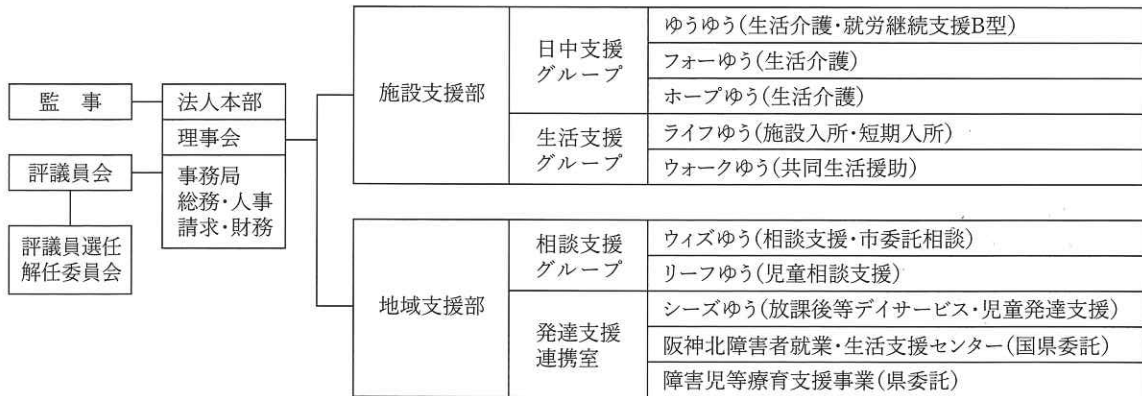 監　事
評議員会
評議員選任
解任委員会
法人本部
理事会
事務局
総務・人事
請求・財務
施設支援部
日中支援
グループ
ゆうゆう(生活介護・就労継続支援B型)
フォーゆう(生活介護)
ホープゆう(生活介護)
生活支援
グループ
ライフゆう(施設入所・短期入所)
ウォークゆう(共同生活援助)
地域支援部
相談支援
グループ
ウィズゆう(相談支援・市委託相談)
リーフゆう(児童相談支援)
発達支援
連携室
シーズゆう(放課後等デイサービス・児童発達支援)
阪神北障害者就業・生活支援センター(国県委託)
障害児等療育支援事業(県委託)